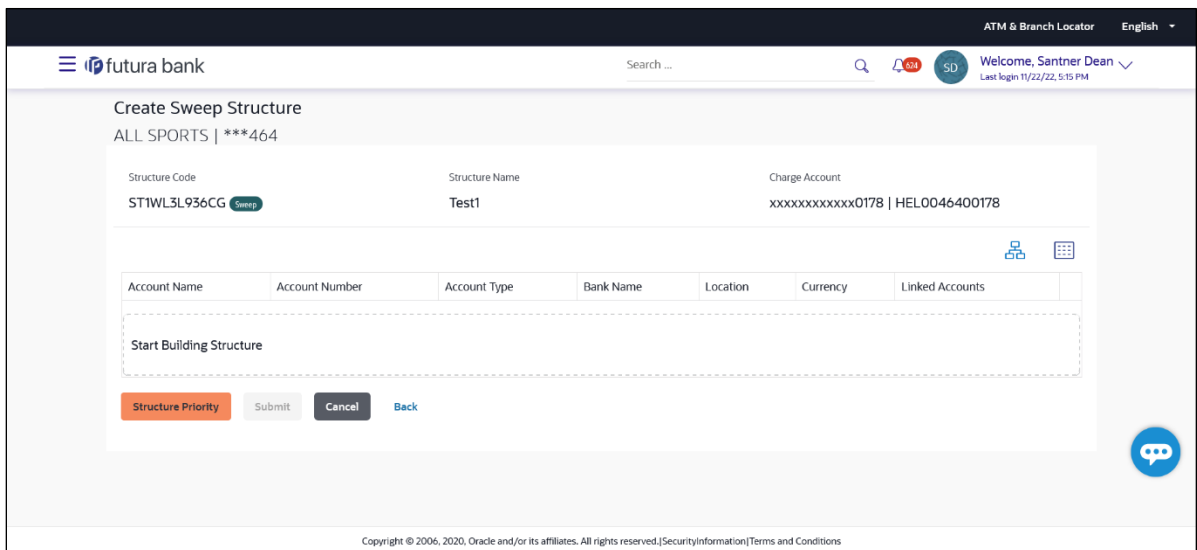 ATM & Branch Locator English
futura bank Search ... 624 SD Welcome, Santner Dean
Last login 11/22/22, 5:15 PM
Create Sweep Structure
ALL SPORTS | ***464
Structure Code Structure Name Charge Account
ST1WL3L936CG Sweep Test1 xxxxxxxxxxxx0178 | HEL0046400178
Account Name Account Number Account Type Bank Name Location Currency Linked Accounts
Start Building Structure
Structure Priority Submit Cancel Back
Copyright © 2006, 2020, Oracle and/or its affiliates. All rights reserved.|SecurityInformation|Terms and Conditions